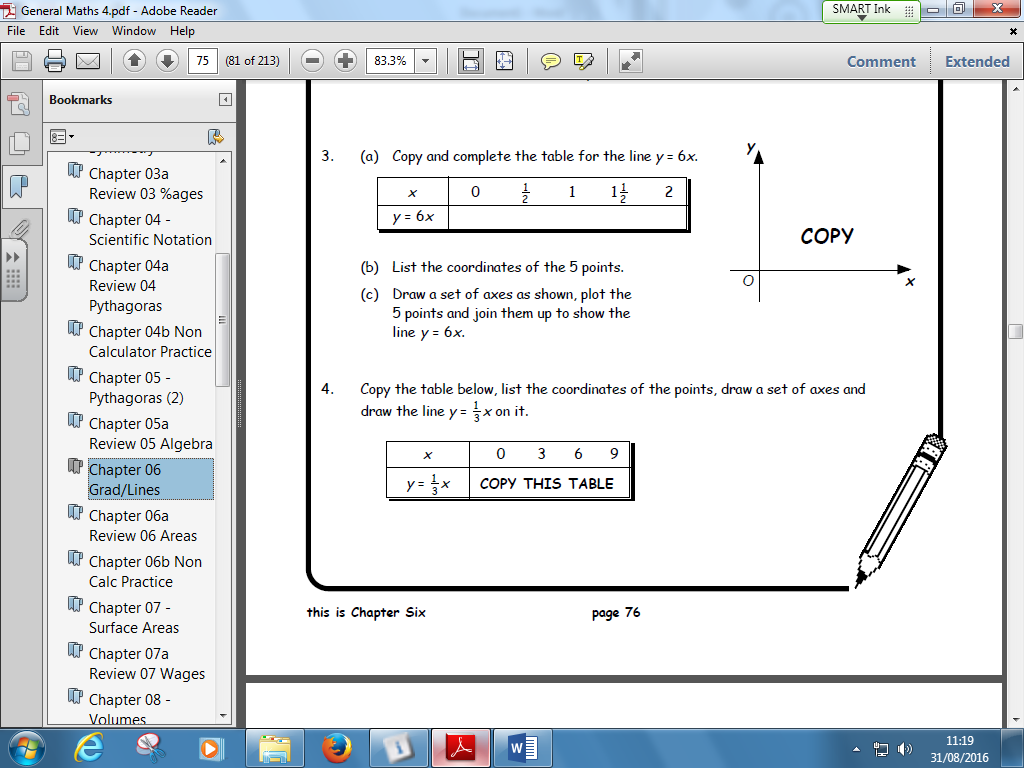 General Maths 4.pdf - Adobe Reader
SMART Ink
File Edit View Window Help
75 (81 of 213) 83.3% Comment Extended
Bookmarks
Chapter 03a
Review 03 %ages
Chapter 04 -
Scientific Notation
Chapter 04a
Review 04
Pythagoras
Chapter 04b Non
Calculator Practice
Chapter 05 -
Pythagoras (2)
Chapter 05a
Review 05 Algebra
Chapter 06
Grad/Lines
Chapter 06a
Review 06 Areas
Chapter 06b Non
Calc Practice
Chapter 07 -
Surface Areas
Chapter 07a
Review 07 Wages
Chapter 08 -
Volumes
3. (a) Copy and complete the table for the line y = 6x.
x 0 1/2 1 1 1/2 2
y = 6x
y
COPY
O
x
(b) List the coordinates of the 5 points.
(c) Draw a set of axes as shown, plot the
5 points and join them up to show the
line y = 6x.
4. Copy the table below, list the coordinates of the points, draw a set of axes and
draw the line y = 1/3 x on it.
x 0 3 6 9
y = 1/3 x COPY THIS TABLE
this is Chapter Six page 76
11:19
31/08/2016